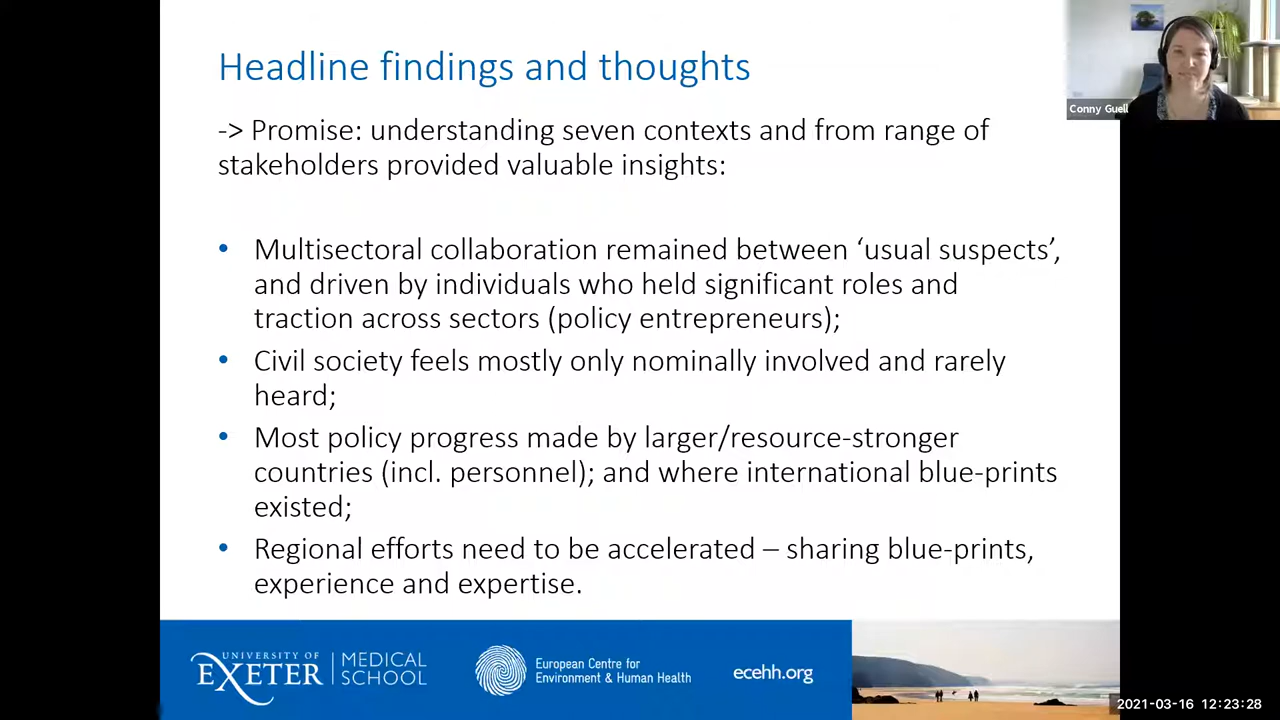 Headline findings and thoughts
-> Promise: understanding seven contexts and from range of
stakeholders provided valuable insights:
• Multisectoral collaboration remained between ‘usual suspects’,
and driven by individuals who held significant roles and
traction across sectors (policy entrepreneurs);
• Civil society feels mostly only nominally involved and rarely
heard;
• Most policy progress made by larger/resource-stronger
countries (incl. personnel); and where international blue-prints
existed;
• Regional efforts need to be accelerated – sharing blue-prints,
experience and expertise.
Conny Guell
UNIVERSITY OF
EXETER
MEDICAL
SCHOOL
European Centre for
Environment & Human Health
ecehh.org
2021-03-16 12:23:28